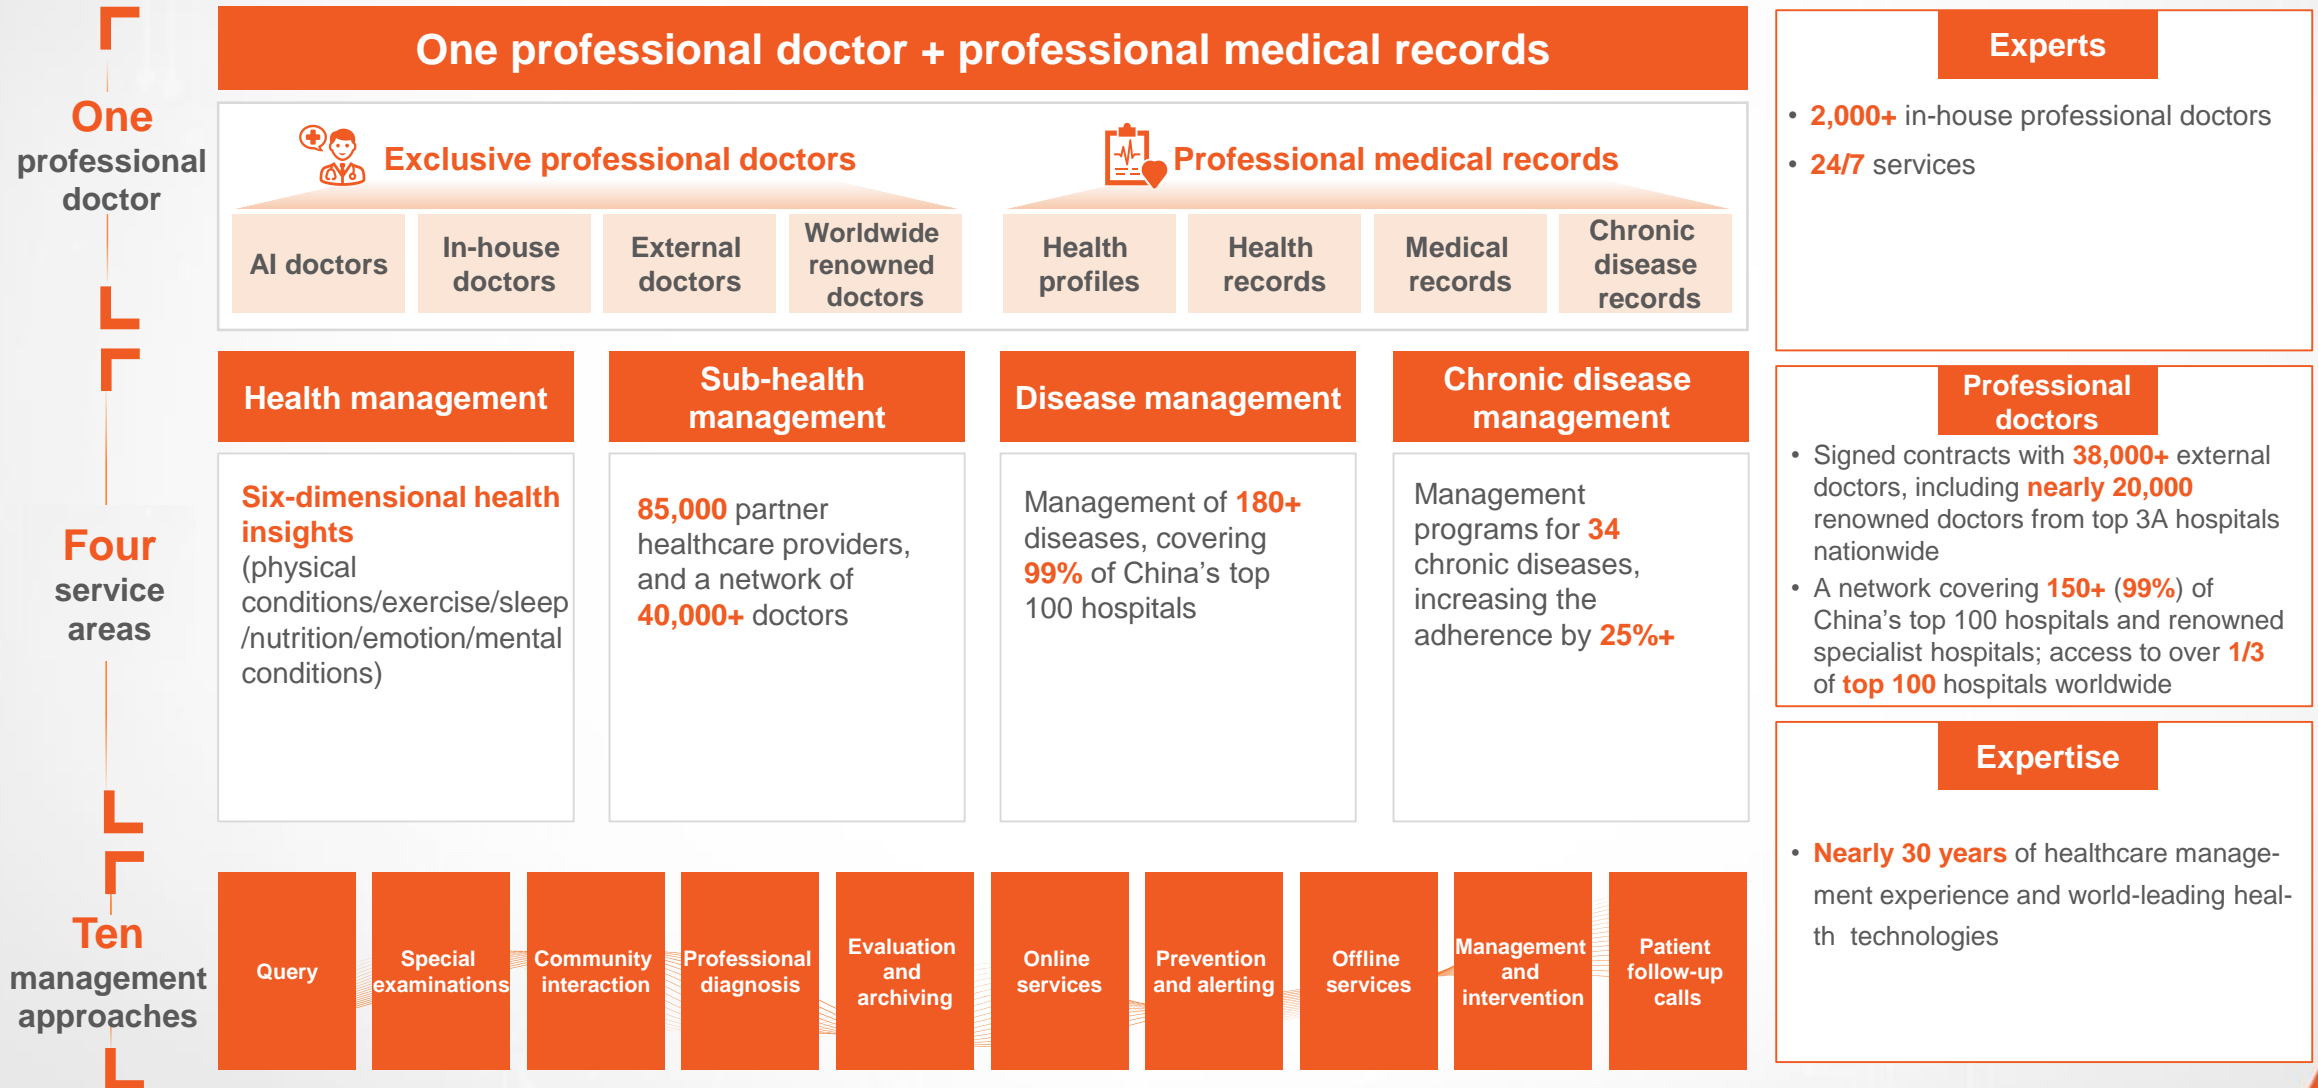 One
professional
doctor
One professional doctor + professional medical records
Exclusive professional doctors
AI doctors
In-house
doctors
External
doctors
Worldwide
renowned
doctors
Professional medical records
Health
profiles
Health
records
Medical
records
Chronic
disease
records
Four
service
areas
Health management
Six-dimensional health
insights
(physical
conditions/exercise/sleep
/nutrition/emotion/mental
conditions)
Sub-health
management
85,000 partner
healthcare providers,
and a network of
40,000+ doctors
Disease management
Management of 180+
diseases, covering
99% of China’s top
100 hospitals
Chronic disease
management
Management
programs for 34
chronic diseases,
increasing the
adherence by 25%+
Ten
management
approaches
Query
Special
examinations
Community
interaction
Professional
diagnosis
Evaluation
and
archiving
Online
services
Prevention
and alerting
Offline
services
Management
and
intervention
Patient
follow-up
calls
Experts
• 2,000+ in-house professional doctors
• 24/7 services
Professional
doctors
• Signed contracts with 38,000+ external
doctors, including nearly 20,000
renowned doctors from top 3A hospitals
nationwide
• A network covering 150+ (99%) of
China’s top 100 hospitals and renowned
specialist hospitals; access to over 1/3
of top 100 hospitals worldwide
Expertise
• Nearly 30 years of healthcare manage-
ment experience and world-leading heal-
th technologies